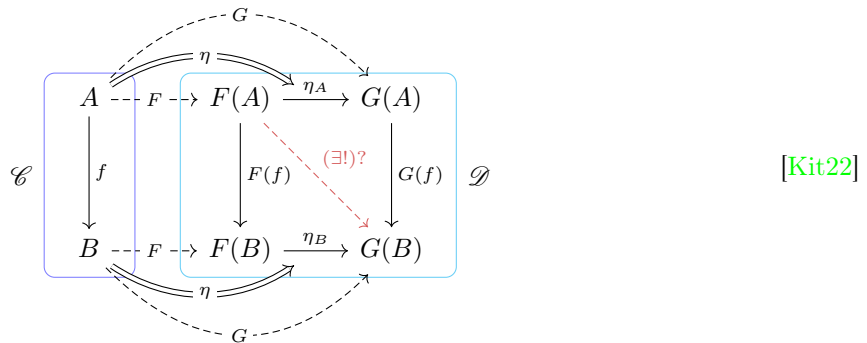 G
η
A F F(A) η_A G(A)
𝒞 f F(f) (∃!)? G(f) 𝒟 [Kit22]
B F F(B) η_B G(B)
η
G